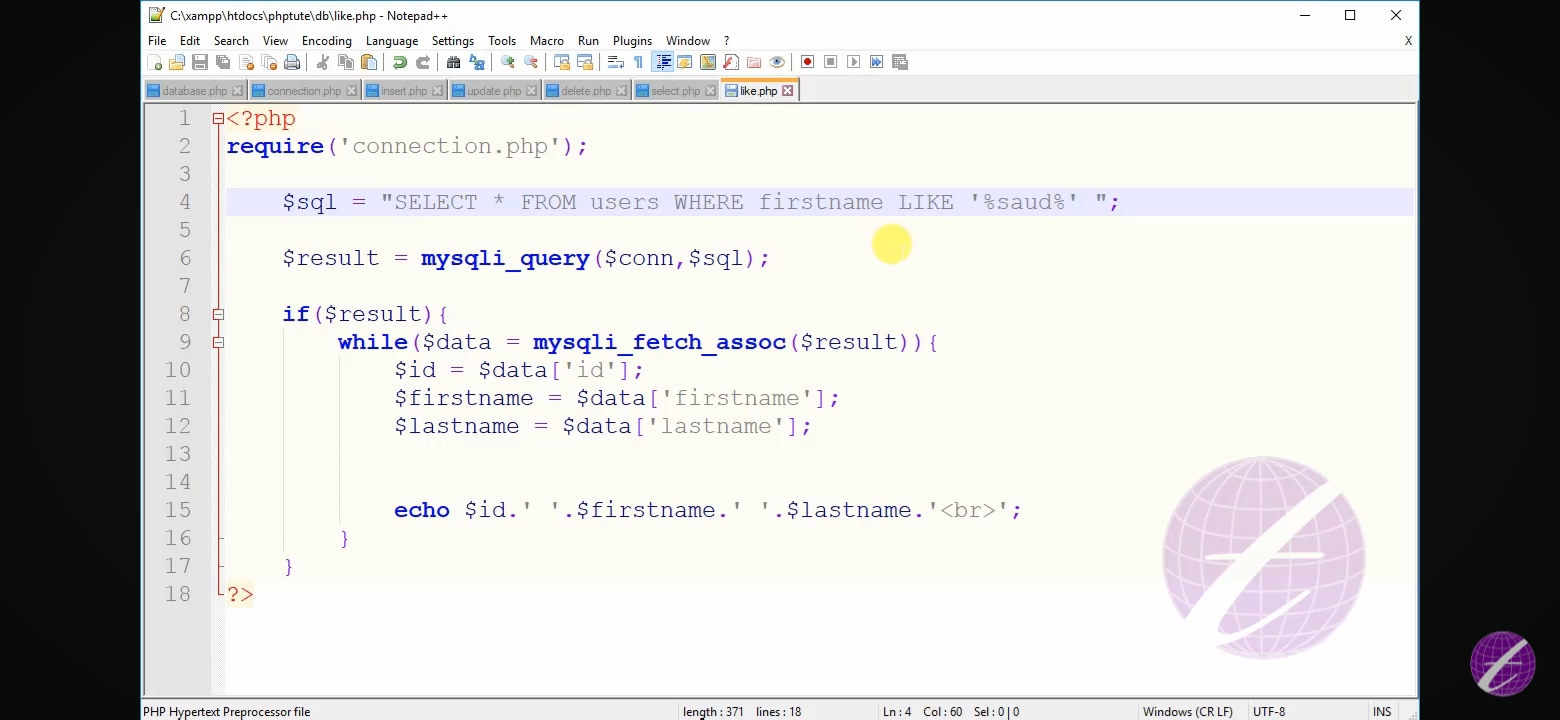 C:\xampp\htdocs\phptute\db\like.php - Notepad++
File Edit Search View Encoding Language Settings Tools Macro Run Plugins Window ? X
database.php connection.php insert.php update.php delete.php select.php like.php
1 <?php
2 require('connection.php');
3
4 $sql = "SELECT * FROM users WHERE firstname LIKE '%saud%' ";
5
6 $result = mysqli_query($conn,$sql);
7
8 if($result){
9 while($data = mysqli_fetch_assoc($result)){
10 $id = $data['id'];
11 $firstname = $data['firstname'];
12 $lastname = $data['lastname'];
13
14
15 echo $id.' '.$firstname.' '.$lastname.'<br>';
16 }
17 }
18 ?>
PHP Hypertext Preprocessor file length : 371 lines : 18 Ln : 4 Col : 60 Sel : 0 | 0 Windows (CR LF) UTF-8 INS